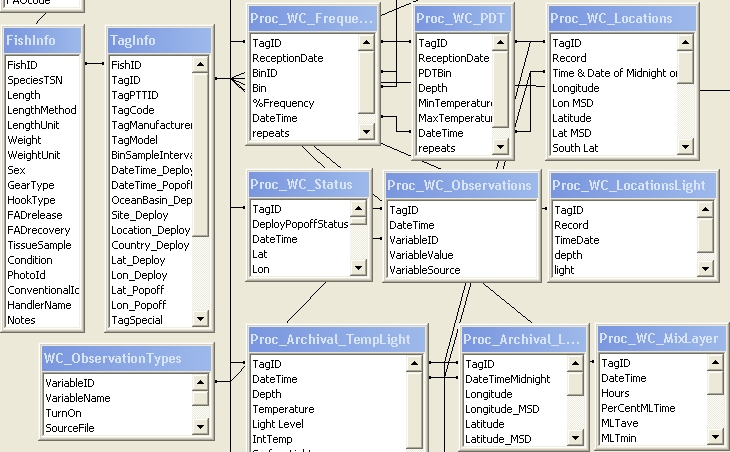 FAOcode
FishInfo
FishID
SpeciesTSN
Length
LengthMethod
LengthUnit
Weight
WeightUnit
Sex
GearType
HookType
FADrelease
FADrecovery
TissueSample
Condition
PhotoId
ConventionalIc
HandlerName
Notes
TagInfo
FishID
TagID
TagPTTID
TagCode
TagManufacturer
TagModel
BinSampleInterva
DateTime_Deploy
DateTime_Popoff
OceanBasin_Dep
Site_Deploy
Location_Deploy
Country_Deploy
Lat_Deploy
Lon_Deploy
Lat_Popoff
Lon_Popoff
TagSpecial
Proc_WC_Freque...
TagID
ReceptionDate
BinID
Bin
%Frequency
DateTime
repeats
Proc_WC_PDT
TagID
ReceptionDate
PDTBin
Depth
MinTemperature
MaxTemperatur
DateTime
repeats
Proc_WC_Locations
TagID
Record
Time & Date of Midnight or
Longitude
Lon MSD
Latitude
Lat MSD
South Lat
Proc_WC_Status
TagID
DeployPopoffStatus
DateTime
Lat
Lon
Proc_WC_Observations
TagID
DateTime
VariableID
VariableValue
VariableSource
Proc_WC_LocationsLight
TagID
Record
TimeDate
depth
light
WC_ObservationTypes
VariableID
VariableName
TurnOn
SourceFile
Proc_Archival_TempLight
TagID
DateTime
Depth
Temperature
Light Level
IntTemp
Proc_Archival_L...
TagID
DateTimeMidnight
Longitude
Longitude_MSD
Latitude
Latitude_MSD
Proc_WC_MixLayer
TagID
DateTime
Hours
PerCentMLTime
MLTave
MLTmin